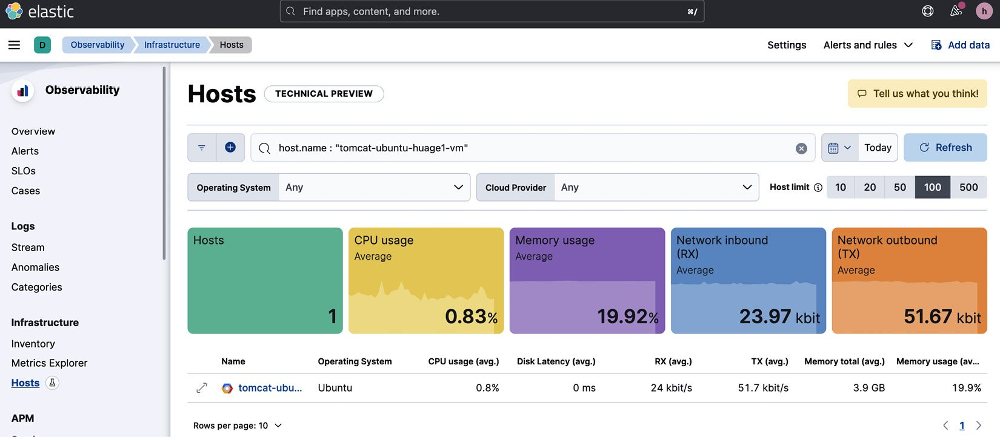 elastic
Find apps, content, and more.
⌘/
h
D
Observability
Infrastructure
Hosts
Settings
Alerts and rules
Add data
Observability
Overview
Alerts
SLOs
Cases
Logs
Stream
Anomalies
Categories
Infrastructure
Inventory
Metrics Explorer
Hosts
APM
Hosts
TECHNICAL PREVIEW
Tell us what you think!
host.name : "tomcat-ubuntu-huage1-vm"
Today
Refresh
Operating System Any
Cloud Provider Any
Host limit 10 20 50 100 500
Hosts
1
CPU usage
Average
0.83%
Memory usage
Average
19.92%
Network inbound
(RX)
Average
23.97 kbit
Network outbound
(TX)
Average
51.67 kbit
Name Operating System CPU usage (avg.) Disk Latency (avg.) RX (avg.) TX (avg.) Memory total (avg.) Memory usage (av...
tomcat-ubu... Ubuntu 0.8% 0 ms 24 kbit/s 51.7 kbit/s 3.9 GB 19.9%
Rows per page: 10
1